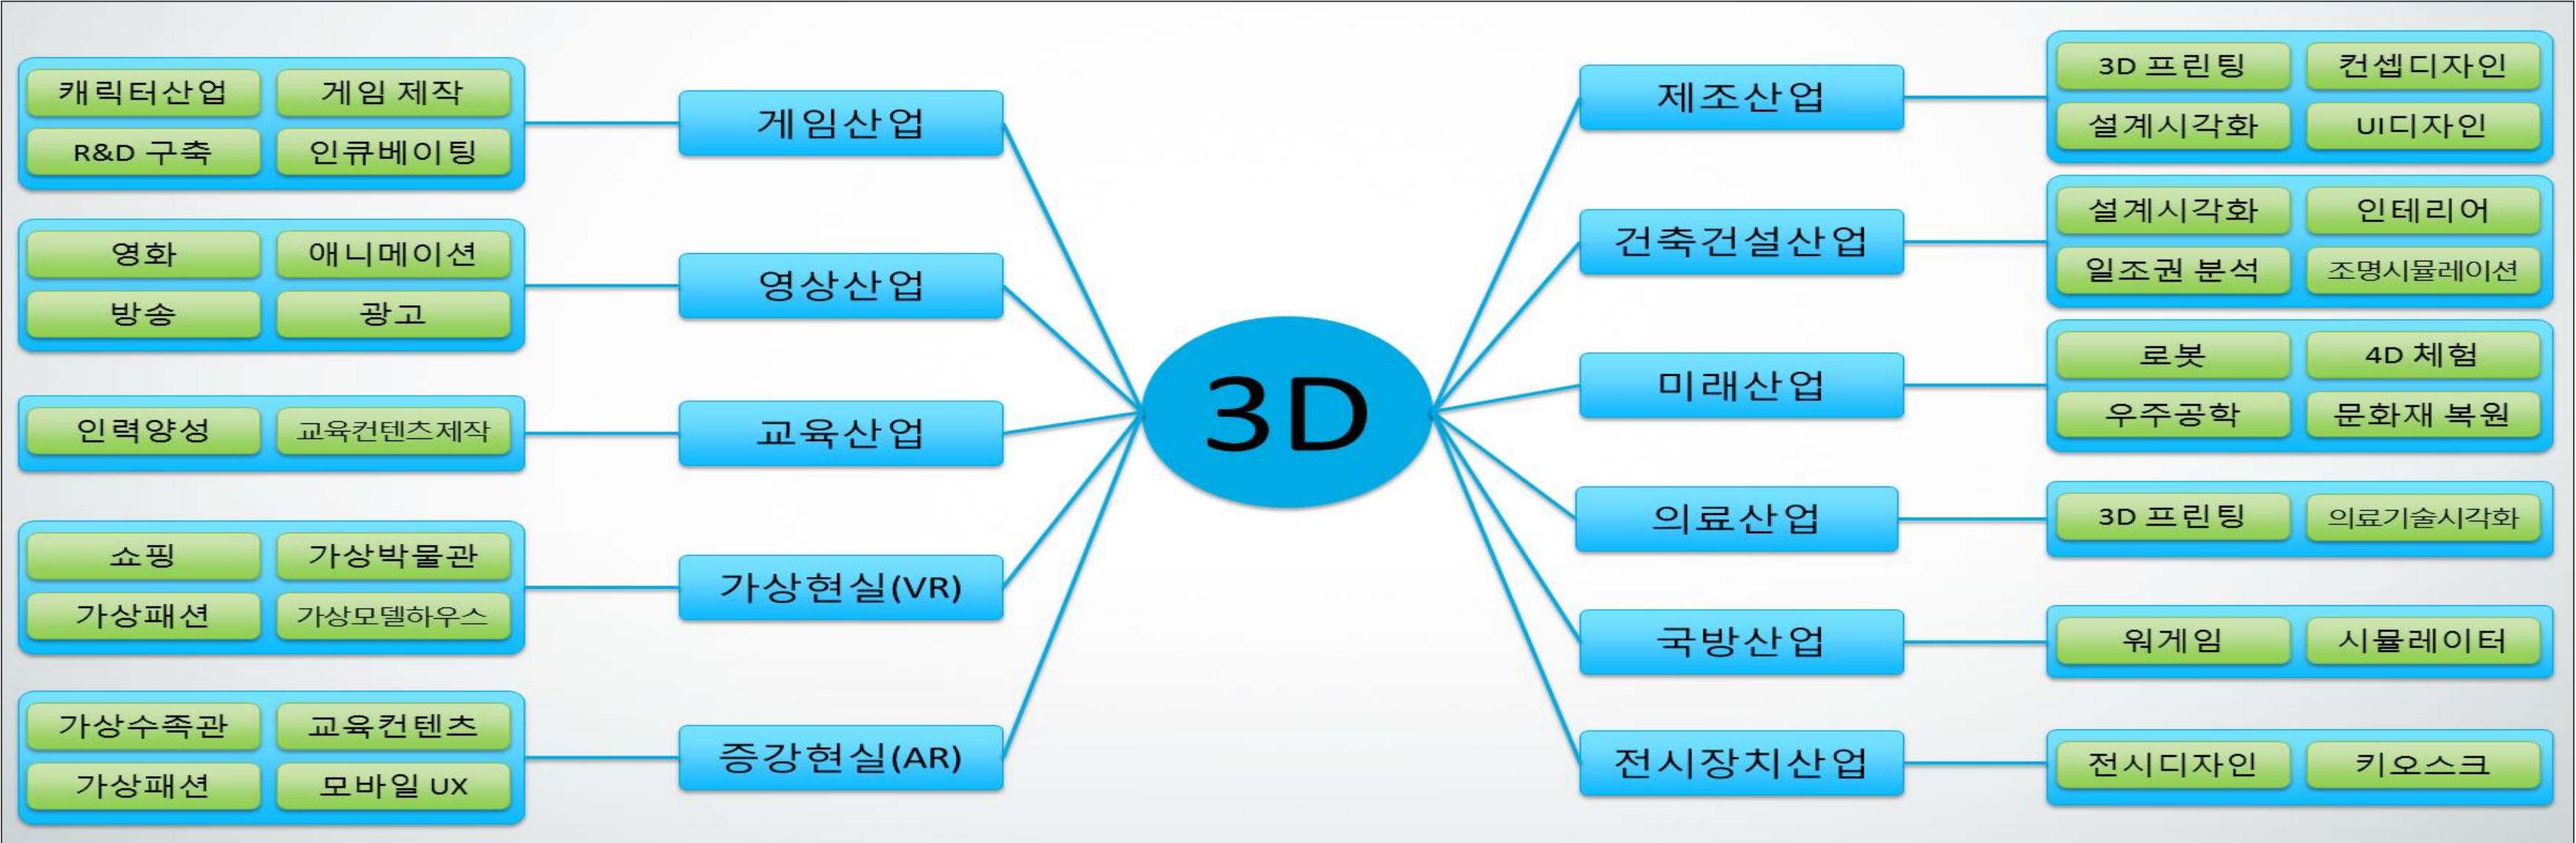 캐릭터산업 게임 제작
R&D 구축 인큐베이팅
게임산업
영화 애니메이션
방송 광고
영상산업
인력양성 교육컨텐츠 제작
교육산업
쇼핑 가상박물관
가상패션 가상모델하우스
가상현실(VR)
가상수족관 교육컨텐츠
가상패션 모바일 UX
증강현실(AR)
3D
제조산업
3D 프린팅 컨셉디자인
설계시각화 UI디자인
건축건설산업
설계시각화 인테리어
일조권 분석 조명시뮬레이션
미래산업
로봇 4D 체험
우주공학 문화재 복원
의료산업
3D 프린팅 의료기술시각화
국방산업
워게임 시뮬레이터
전시장치산업
전시디자인 키오스크